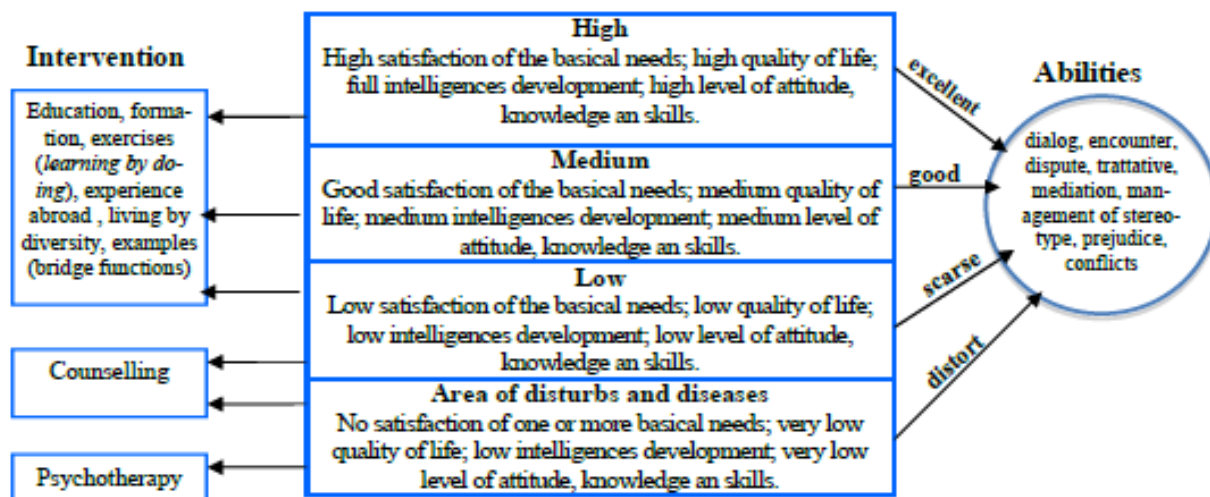 Intervention
Education, forma-
tion, exercises
(learning by do-
ing), experience
abroad , living by
diversity, examples
(bridge functions)
Counselling
Psychotherapy
High
High satisfaction of the basical needs; high quality of life;
full intelligences development; high level of attitude,
knowledge an skills.
Medium
Good satisfaction of the basical needs; medium quality of
life; medium intelligences development; medium level of
attitude, knowledge an skills.
Low
Low satisfaction of the basical needs; low quality of life;
low intelligences development; low level of attitude,
knowledge an skills.
Area of disturbs and diseases
No satisfaction of one or more basical needs; very low
quality of life; low intelligences development; very low
level of attitude, knowledge an skills.
excellent
good
scarse
distort
Abilities
dialog, encounter,
dispute, trattative,
mediation, man-
agement of stereo-
type, prejudice,
conflicts